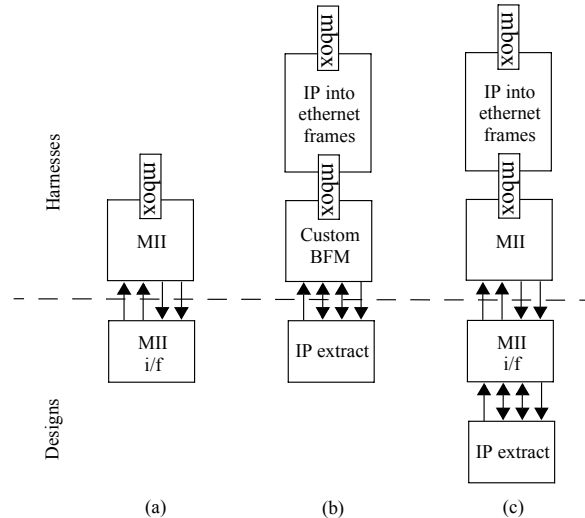 Harnesses
Designs
mbox
MII
MII
i/f
(a)
mbox
IP into
ethernet
frames
mbox
Custom
BFM
IP extract
(b)
mbox
IP into
ethernet
frames
mbox
MII
MII
i/f
IP extract
(c)